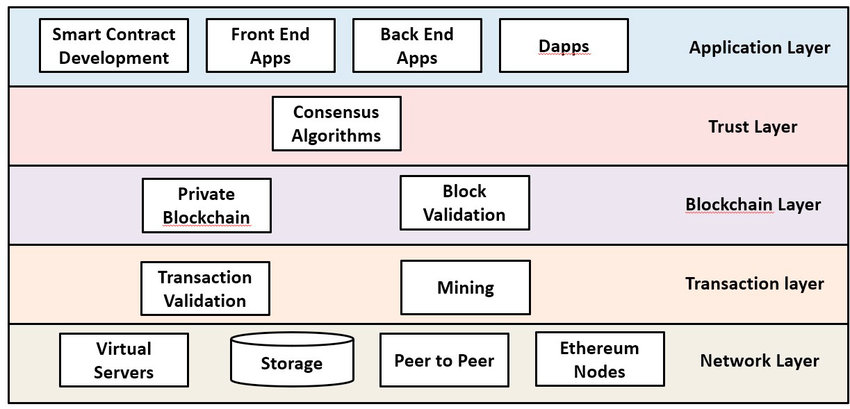 Smart Contract
Development
Front End
Apps
Back End
Apps
Dapps
Application Layer
Consensus
Algorithms
Trust Layer
Private
Blockchain
Block
Validation
Blockchain Layer
Transaction
Validation
Mining
Transaction layer
Virtual
Servers
Storage
Peer to Peer
Ethereum
Nodes
Network Layer